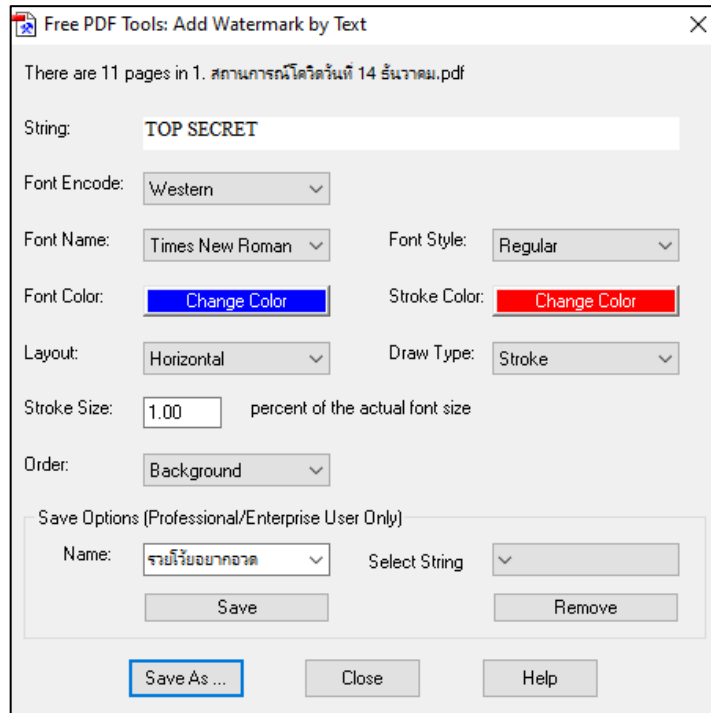 Free PDF Tools: Add Watermark by Text
There are 11 pages in 1. สถานการณ์โควิดวันที่ 14 ธันวาคม.pdf
String: TOP SECRET
Font Encode: Western
Font Name: Times New Roman Font Style: Regular
Font Color: Change Color Stroke Color: Change Color
Layout: Horizontal Draw Type: Stroke
Stroke Size: 1.00 percent of the actual font size
Order: Background
Save Options (Professional/Enterprise User Only)
Name: รวยโว้ยอยากอวด Select String
Save Remove
Save As ... Close Help